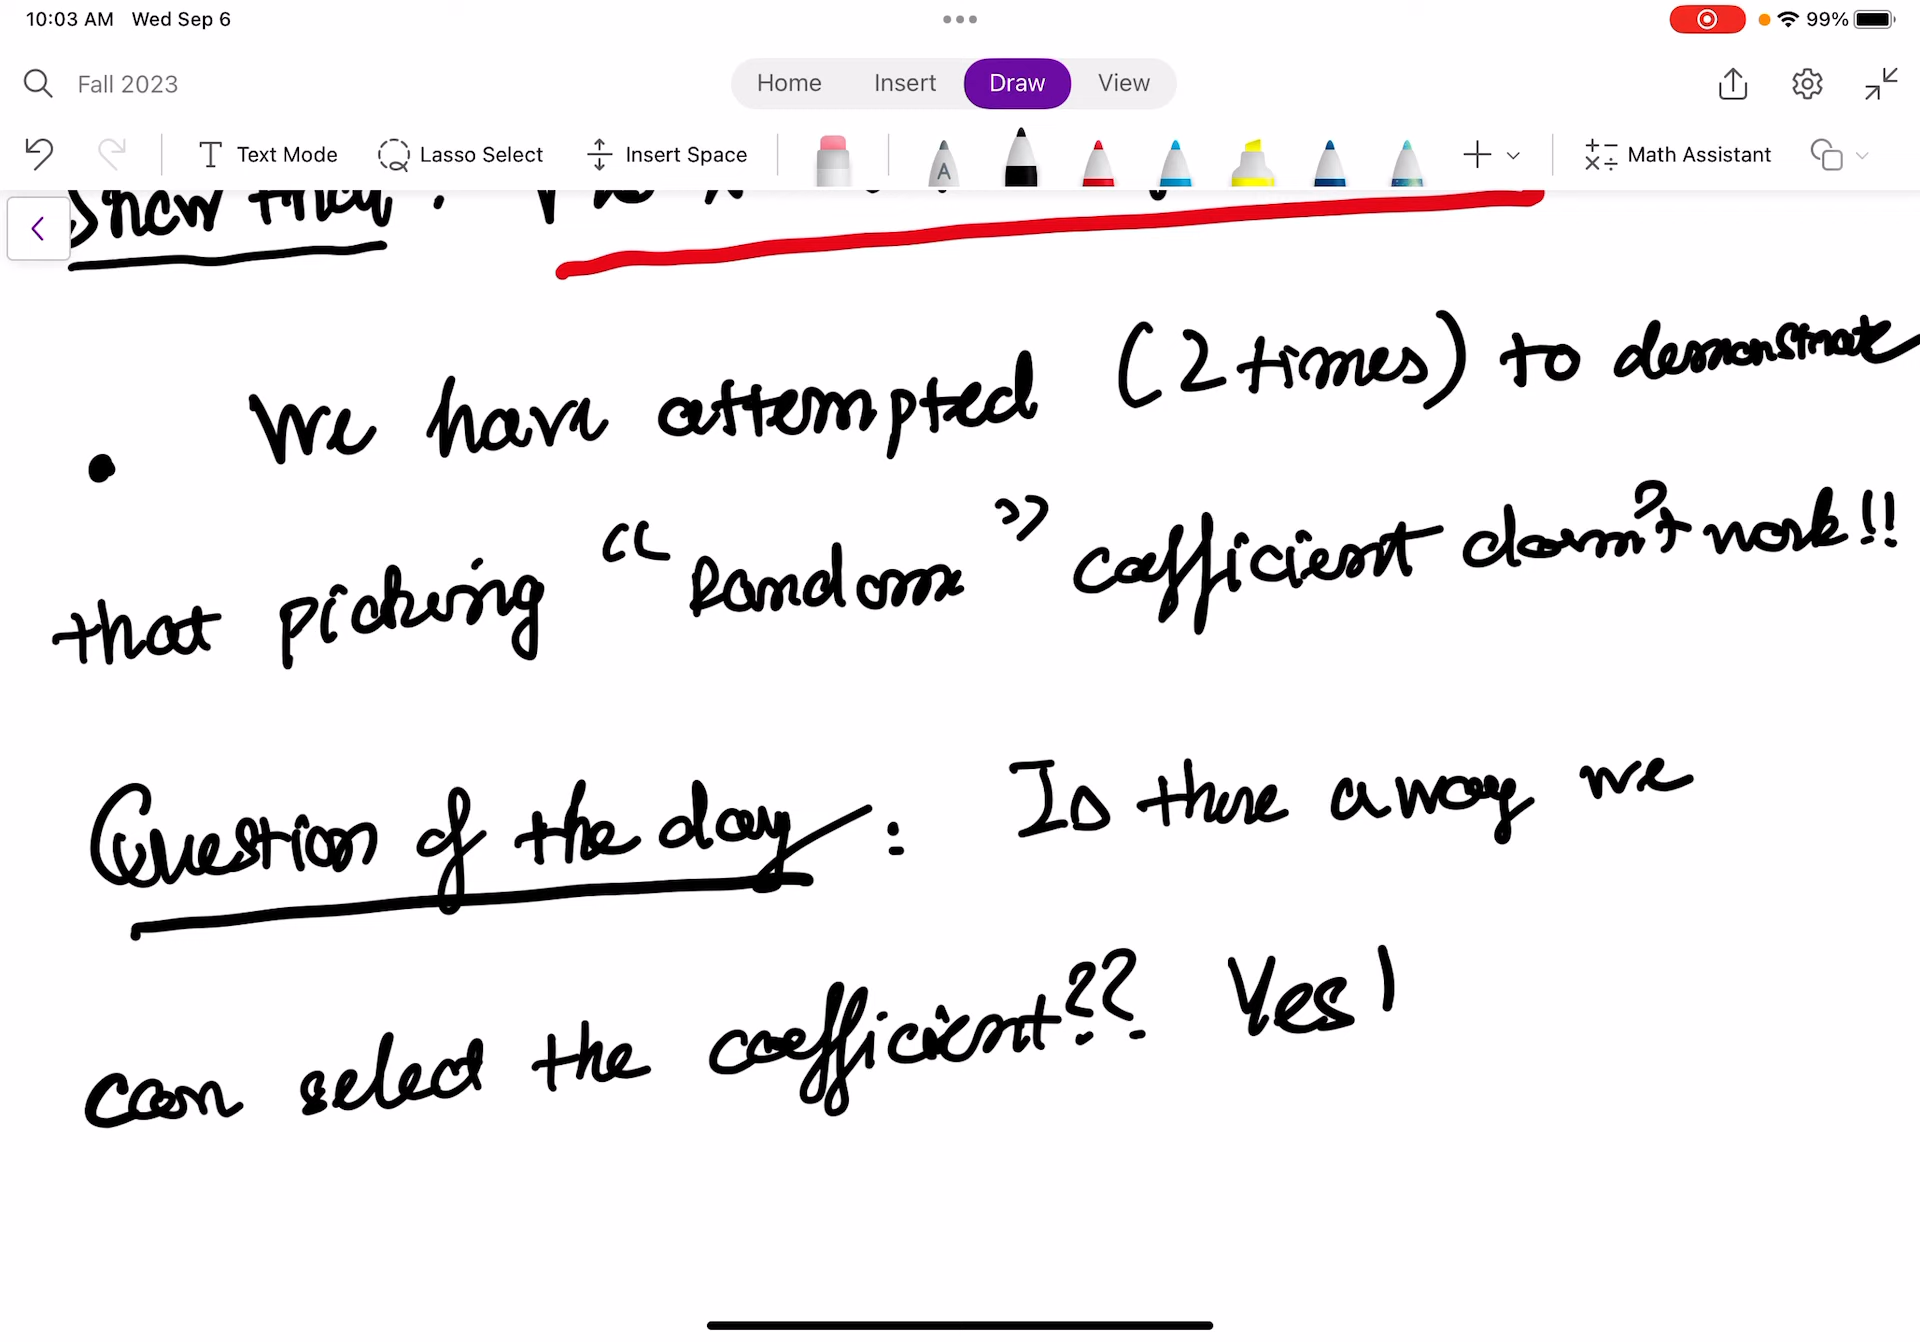 10:03 AM Wed Sep 6
99%
Fall 2023
Home Insert Draw View
Text Mode Lasso Select Insert Space A Math Assistant
Show that :
• We have attempted (2 times) to demonstrate
that picking “Random” coefficient doesn't work!!
Question of the day : Is there a way we
can select the coefficient?? Yes!